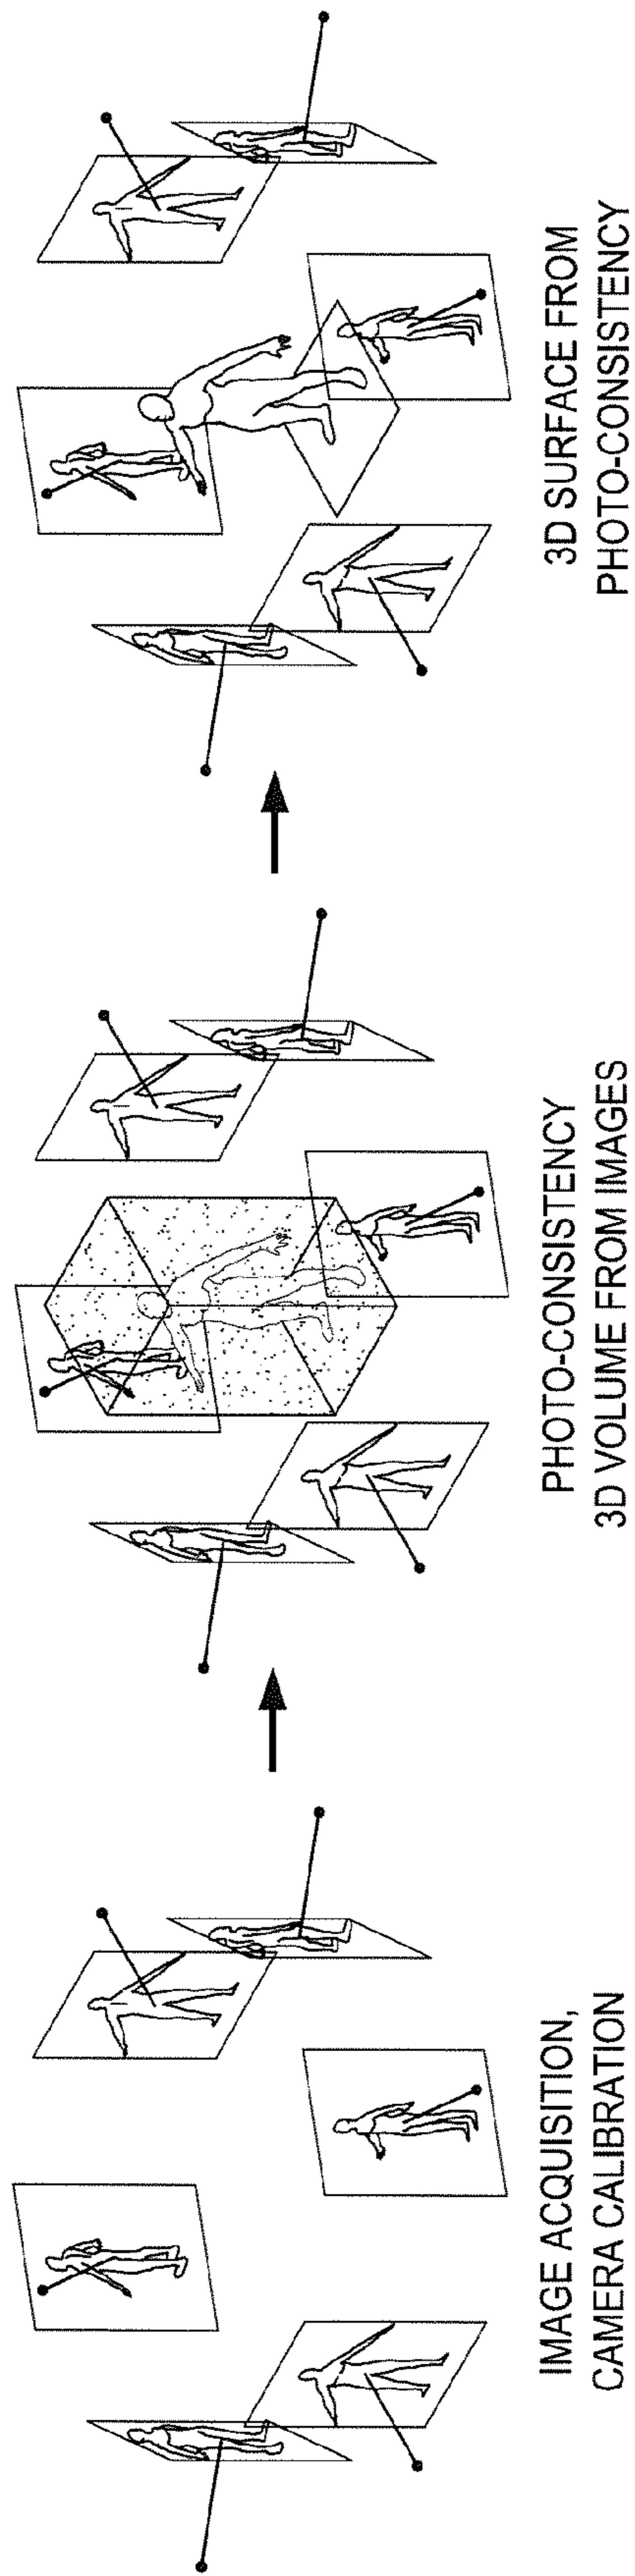 IMAGE ACQUISITION,
CAMERA CALIBRATION
PHOTO-CONSISTENCY
3D VOLUME FROM IMAGES
3D SURFACE FROM
PHOTO-CONSISTENCY